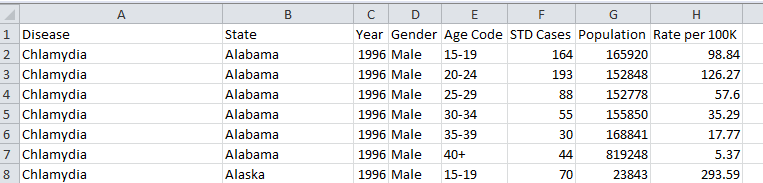 A B C D E F G H
1 Disease State Year Gender Age Code STD Cases Population Rate per 100K
2 Chlamydia Alabama 1996 Male 15-19 164 165920 98.84
3 Chlamydia Alabama 1996 Male 20-24 193 152848 126.27
4 Chlamydia Alabama 1996 Male 25-29 88 152778 57.6
5 Chlamydia Alabama 1996 Male 30-34 55 155850 35.29
6 Chlamydia Alabama 1996 Male 35-39 30 168841 17.77
7 Chlamydia Alabama 1996 Male 40+ 44 819248 5.37
8 Chlamydia Alaska 1996 Male 15-19 70 23843 293.59